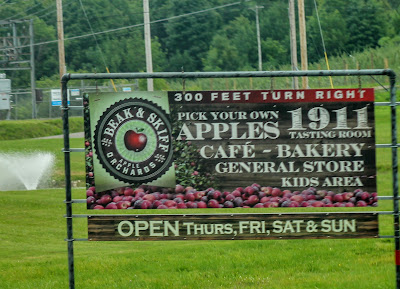 300 FEET TURN RIGHT
BEAK & SKIFF
APPLE
ORCHARDS
PICK YOUR OWN
APPLES
1911
TASTING ROOM
CAFÉ - BAKERY
GENERAL STORE
KIDS AREA
OPEN THURS, FRI, SAT & SUN